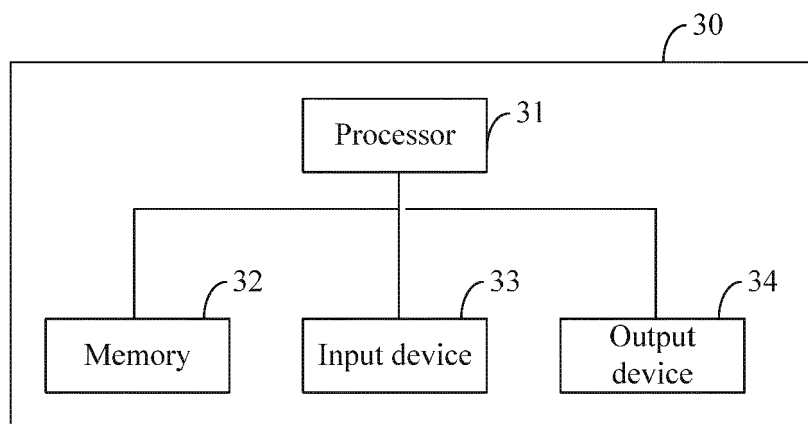 30
Processor
31
32
33
34
Memory
Input device
Output
device